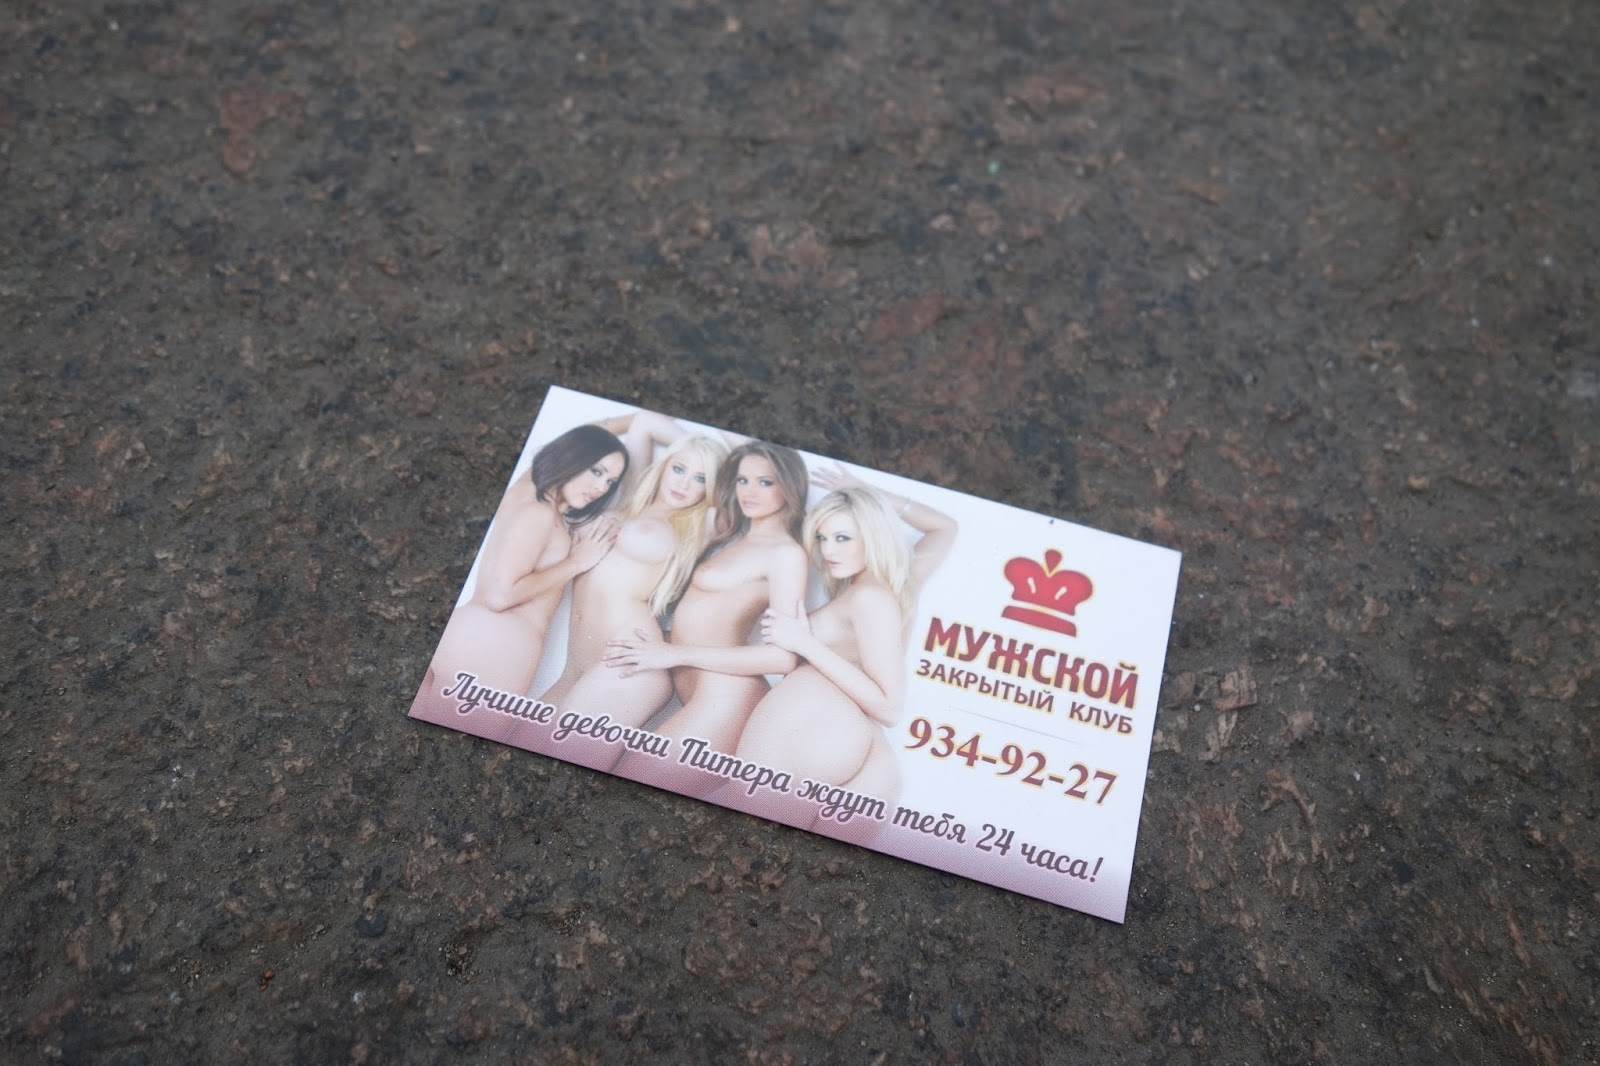 МУЖСКОЙ
ЗАКРЫТЫЙ КЛУБ
934-92-27
Лучшие девочки Питера ждут тебя 24 часа!